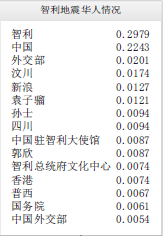 智利地震华人情况
智利 0.2979
中国 0.2243
外交部 0.0201
汶川 0.0174
新浪 0.0127
袁子骝 0.0121
孙士 0.0094
四川 0.0094
中国驻智利大使馆 0.0087
郭欣 0.0087
智利总统府文化中心 0.0074
香港 0.0074
普西 0.0067
国务院 0.0061
中国外交部 0.0054